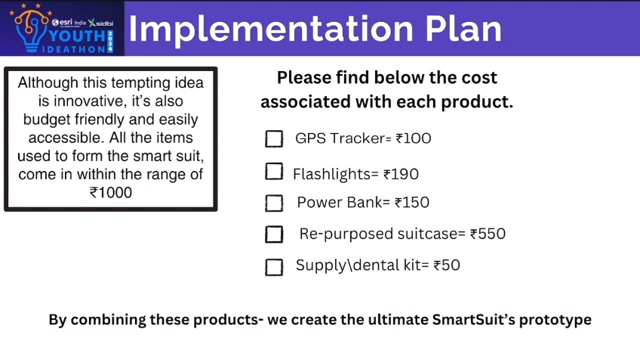 esri India sidbi
YOUTH
IDEATHON
2024
Implementation Plan
Although this tempting idea
is innovative, it's also
budget friendly and easily
accessible. All the items
used to form the smart suit,
come in within the range of
₹1000
Please find below the cost
associated with each product.
GPS Tracker= ₹100
Flashlights= ₹190
Power Bank= ₹150
Re-purposed suitcase= ₹550
Supply\dental kit= ₹50
By combining these products- we create the ultimate SmartSuit's prototype